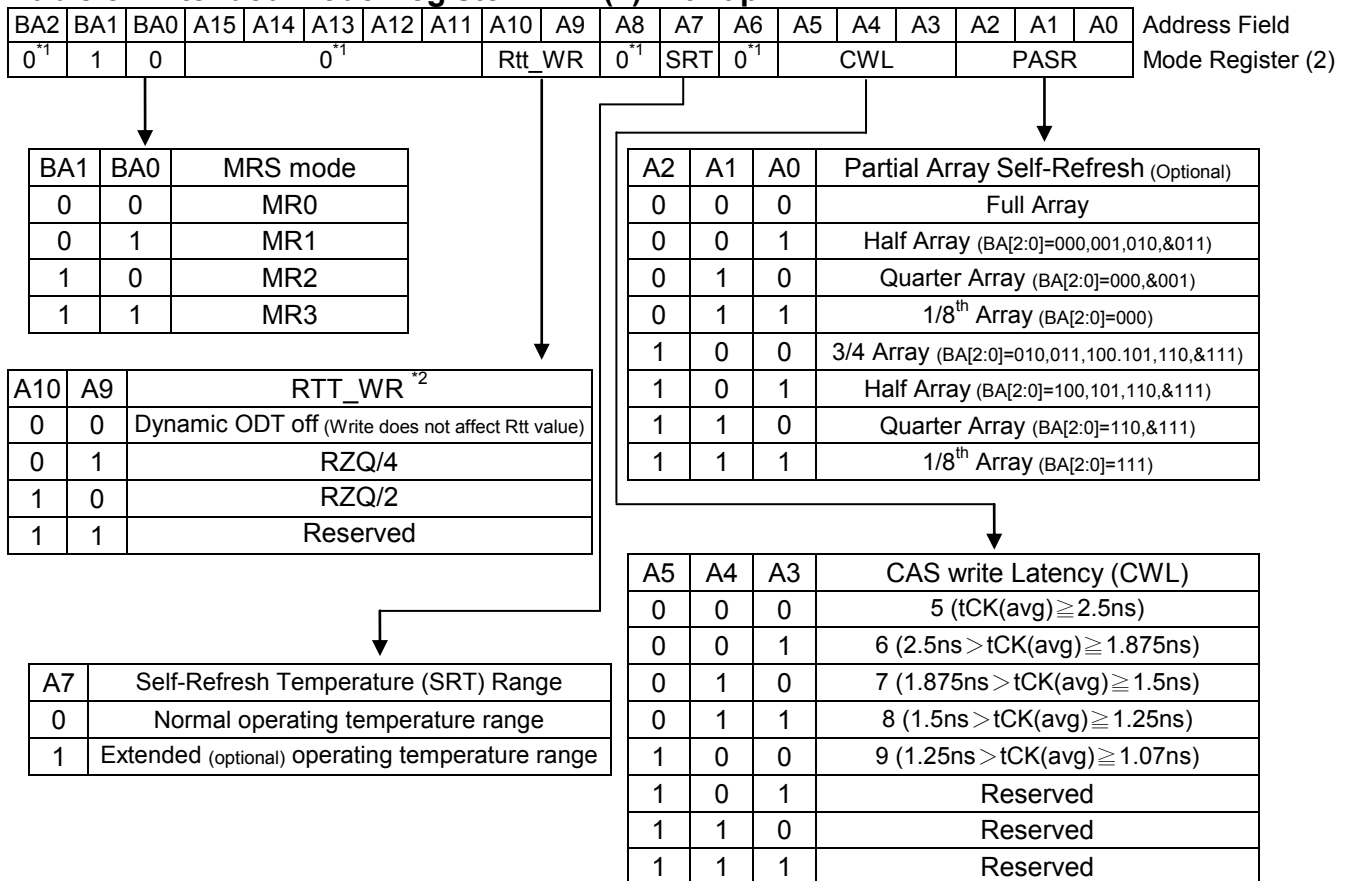 BA2 BA1 BA0 A15 A14 A13 A12 A11 A10 A9 A8 A7 A6 A5 A4 A3 A2 A1 A0 Address Field
0*1 1 0 0*1 Rtt_WR 0*1 SRT 0*1 CWL PASR Mode Register (2)
BA1 BA0 MRS mode
0 0 MR0
0 1 MR1
1 0 MR2
1 1 MR3
A2 A1 A0 Partial Array Self-Refresh (Optional)
0 0 0 Full Array
0 0 1 Half Array (BA[2:0]=000,001,010,&011)
0 1 0 Quarter Array (BA[2:0]=000,&001)
0 1 1 1/8th Array (BA[2:0]=000)
1 0 0 3/4 Array (BA[2:0]=010,011,100.101,110,&111)
1 0 1 Half Array (BA[2:0]=100,101,110,&111)
1 1 0 Quarter Array (BA[2:0]=110,&111)
1 1 1 1/8th Array (BA[2:0]=111)
A10 A9 RTT_WR *2
0 0 Dynamic ODT off (Write does not affect Rtt value)
0 1 RZQ/4
1 0 RZQ/2
1 1 Reserved
A5 A4 A3 CAS write Latency (CWL)
0 0 0 5 (tCK(avg)≧2.5ns)
0 0 1 6 (2.5ns>tCK(avg)≧1.875ns)
0 1 0 7 (1.875ns>tCK(avg)≧1.5ns)
0 1 1 8 (1.5ns>tCK(avg)≧1.25ns)
1 0 0 9 (1.25ns>tCK(avg)≧1.07ns)
1 0 1 Reserved
1 1 0 Reserved
1 1 1 Reserved
A7 Self-Refresh Temperature (SRT) Range
0 Normal operating temperature range
1 Extended (optional) operating temperature range